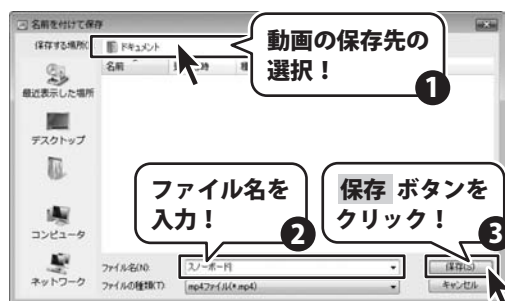 名前を付けて保存
保存する場所(I):
ドキュメント
動画の保存先の
選択！
❶
名前
最近表示した場所
デスクトップ
コンピュータ
ネットワーク
ファイル名を
入力！
❷
保存 ボタンを
クリック！
❸
ファイル名(N):
スノーボード
保存(S)
ファイルの種類(T):
mp4ファイル(*.mp4)
キャンセル